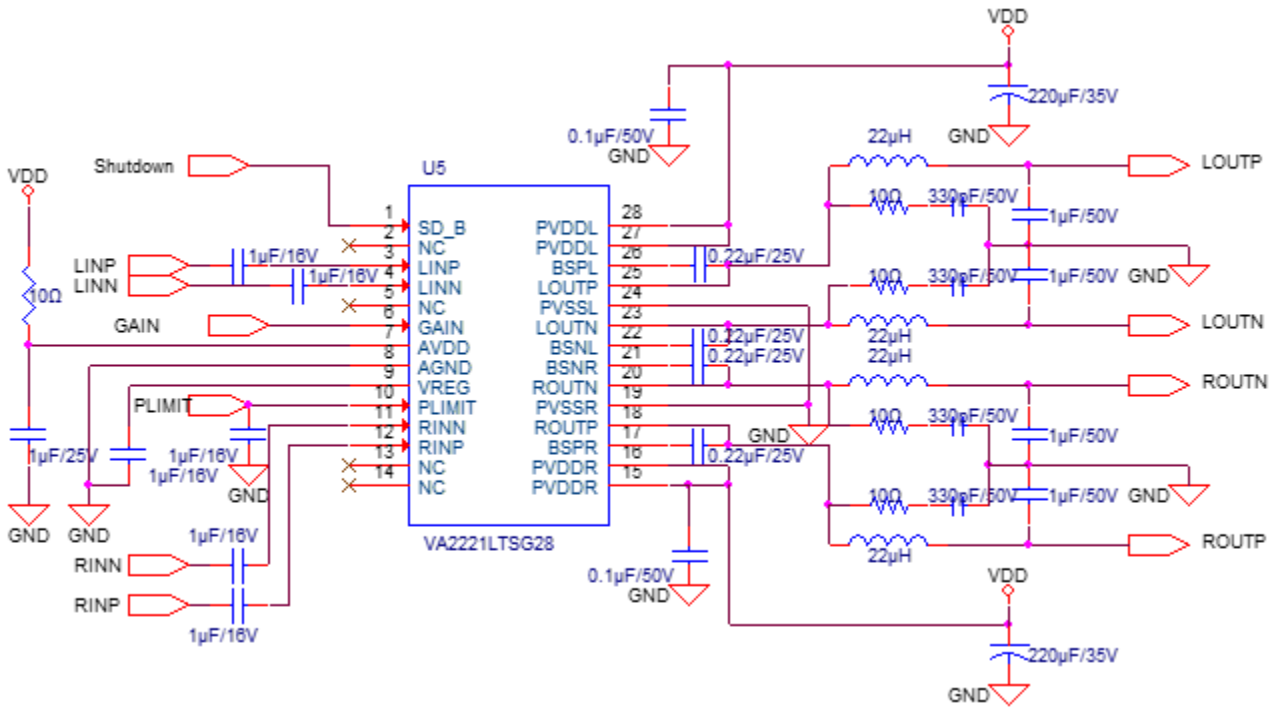 VDD
220µF/35V
0.1µF/50V
GND
GND
22µH
Shutdown
U5
LOUTP
VDD
10Ω
330pF/50V
1µF/50V
1
SD_B
PVDDL
28
2
NC
PVDDL
27
3
LINP
BSPL
26
0.22µF/25V
LINP
1µF/16V
4
LINN
LOUTP
25
LINN
1µF/16V
10Ω
330pF/50V
1µF/50V
GND
5
NC
PVSSL
24
10Ω
6
GAIN
LOUTN
23
GAIN
LOUTN
7
AVDD
BSNL
22
0.22µF/25V
22µH
8
AGND
BSNR
21
0.22µF/25V
22µH
9
VREG
ROUTN
20
ROUTN
10
PLIMIT
PVSSR
19
PLIMIT
11
RINN
ROUTP
18
10Ω
330pF/50V
1µF/50V
12
RINP
BSPR
17
GND
1µF/25V
1µF/16V
0.22µF/25V
13
NC
PVDDR
16
1µF/16V
14
NC
PVDDR
15
GND
10Ω
330pF/50V
1µF/50V
GND
GND
GND
1µF/16V
VA2221LTSG28
22µH
ROUTP
RINN
0.1µF/50V
VDD
GND
RINP
1µF/16V
220µF/35V
GND